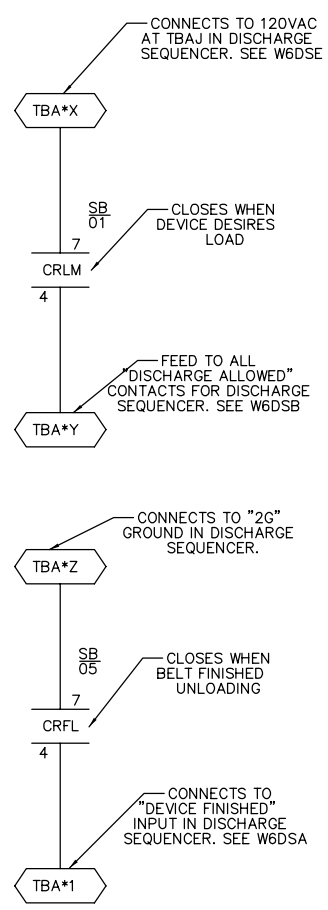 CONNECTS TO 120VAC
AT TBAJ IN DISCHARGE
SEQUENCER. SEE W6DSE
TBA*X
SB
01
7
CLOSES WHEN
DEVICE DESIRES
LOAD
CRLM
4
FEED TO ALL
"DISCHARGE ALLOWED"
CONTACTS FOR DISCHARGE
SEQUENCER. SEE W6DSB
TBA*Y
CONNECTS TO "2G"
GROUND IN DISCHARGE
SEQUENCER.
TBA*Z
SB
05
7
CLOSES WHEN
BELT FINISHED
UNLOADING
CRFL
4
CONNECTS TO
"DEVICE FINISHED"
INPUT IN DISCHARGE
SEQUENCER. SEE W6DSA
TBA*1